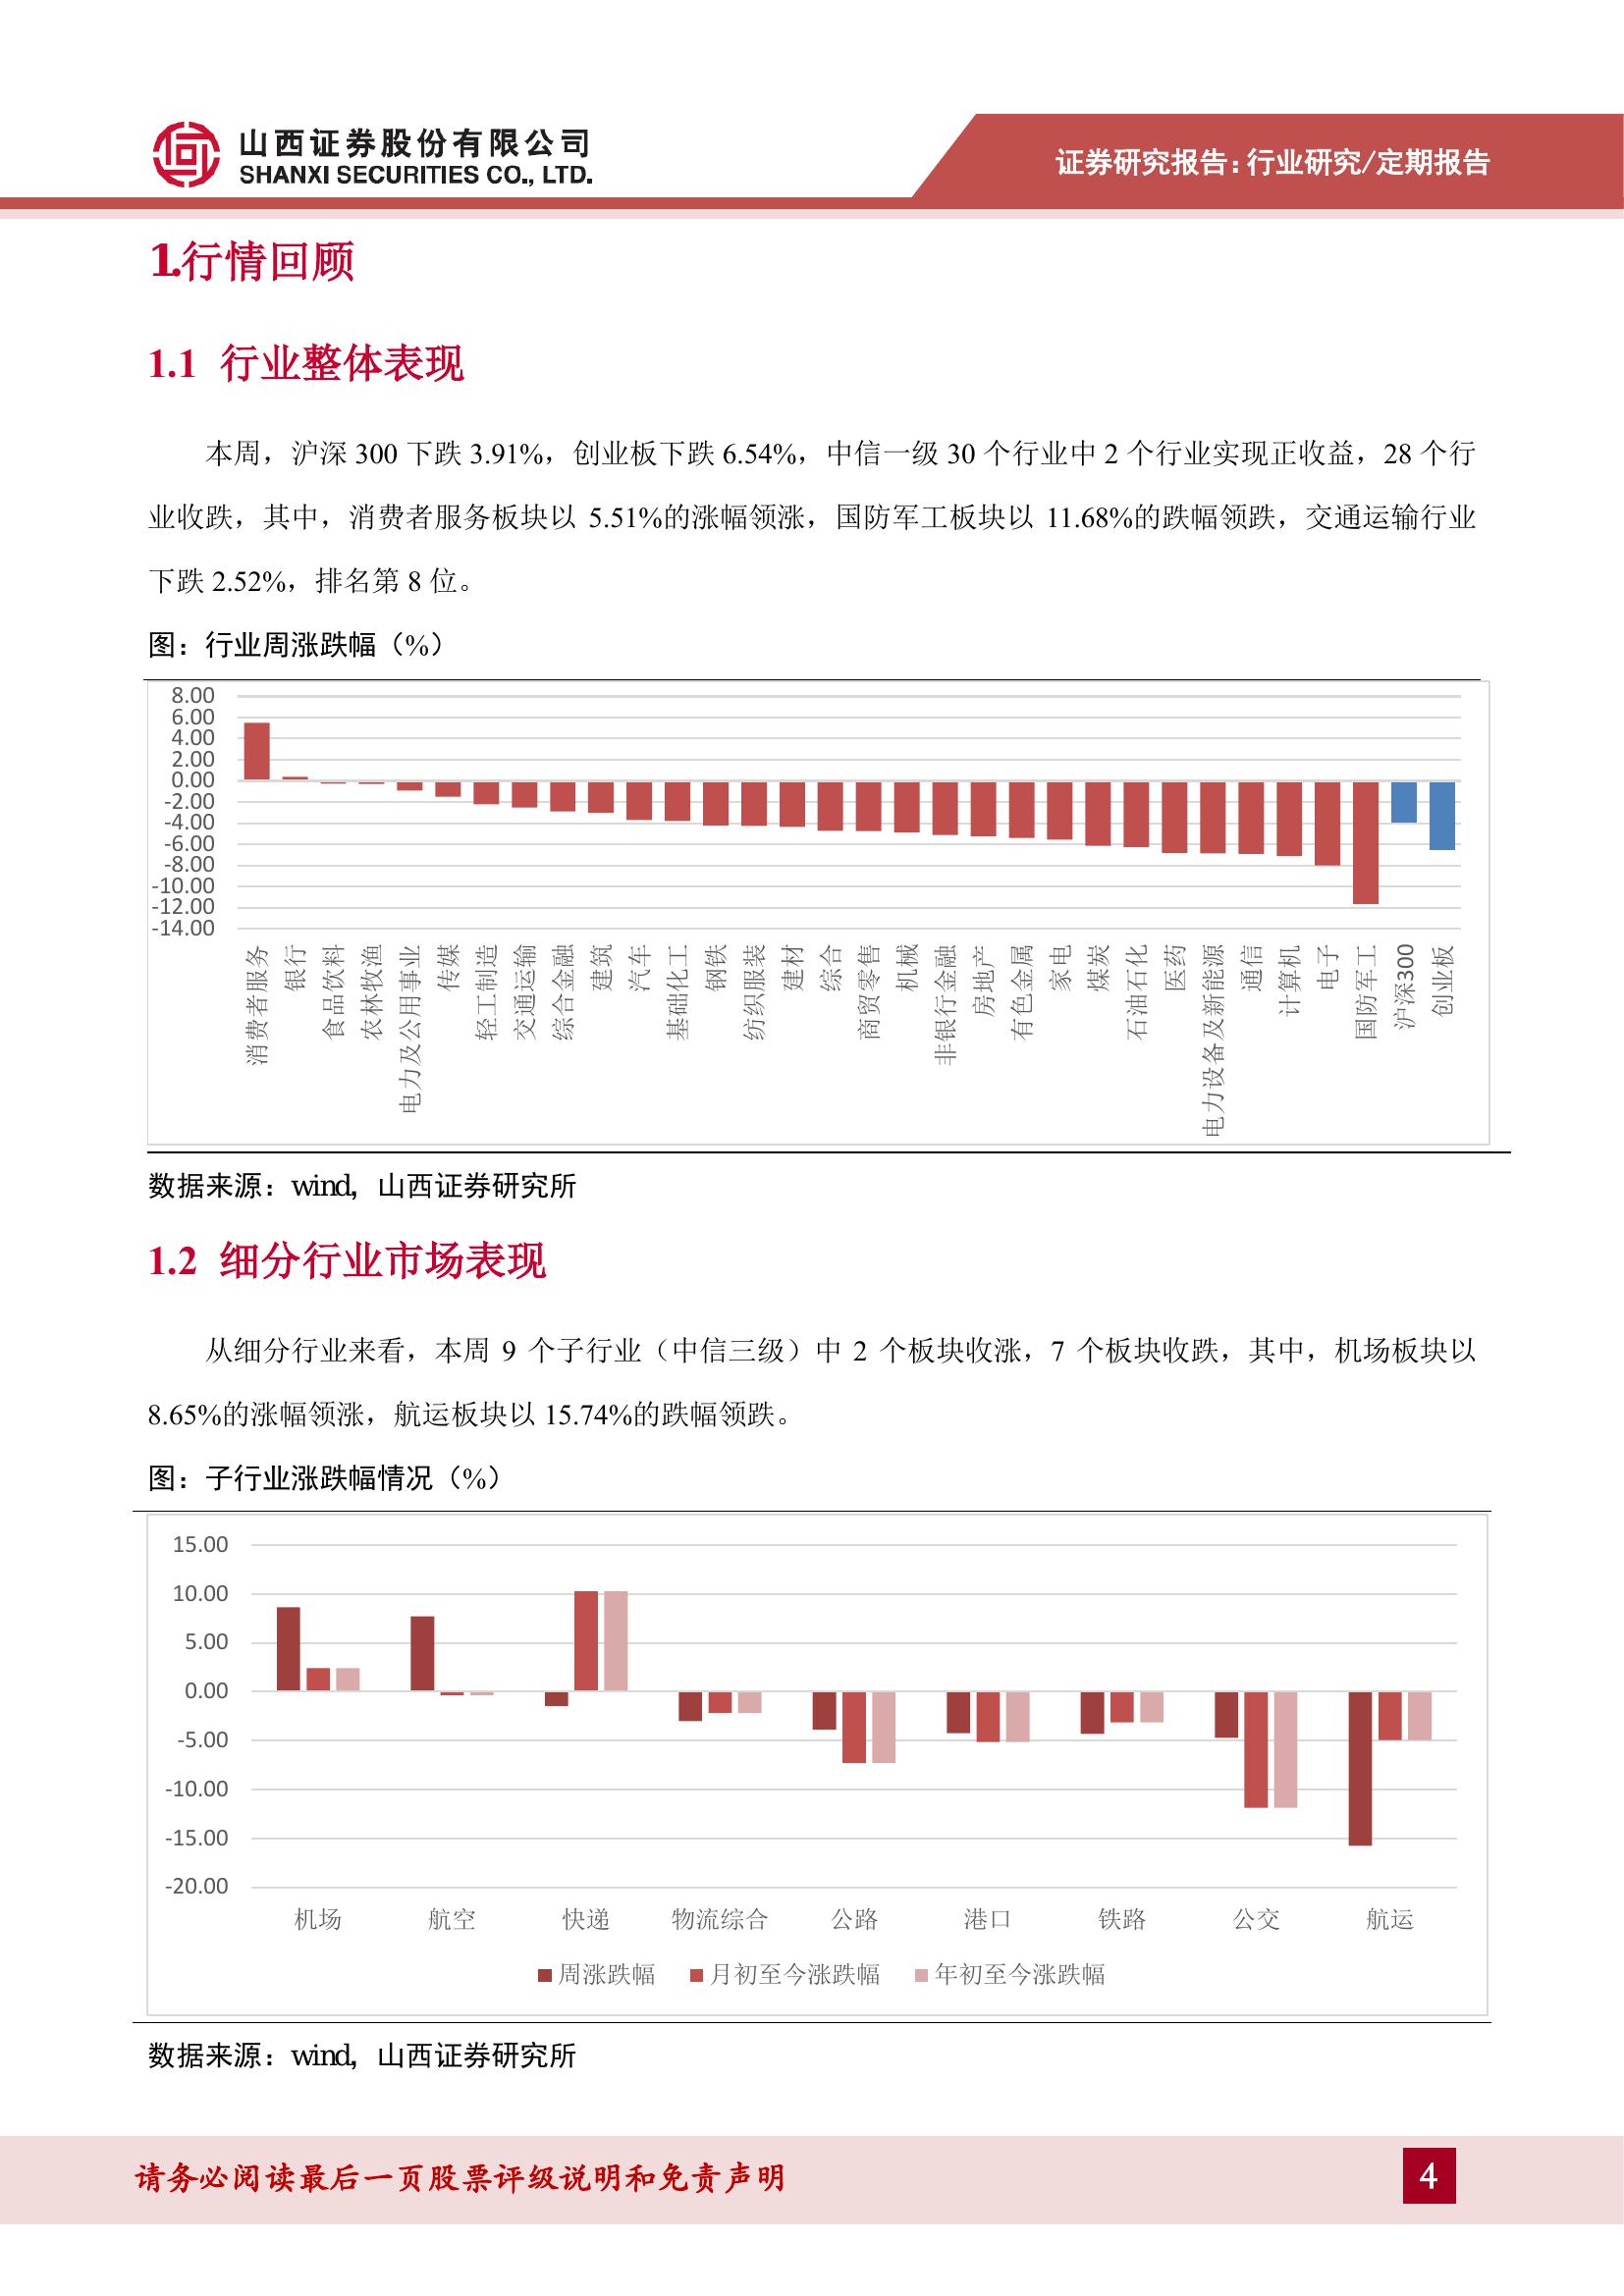 山西证券股份有限公司
SHANXI SECURITIES CO., LTD.
证券研究报告：行业研究/定期报告
1.行情回顾
1.1 行业整体表现
本周，沪深 300 下跌 3.91%，创业板下跌 6.54%，中信一级 30 个行业中 2 个行业实现正收益，28 个行
业收跌，其中，消费者服务板块以 5.51%的涨幅领涨，国防军工板块以 11.68%的跌幅领跌，交通运输行业
下跌 2.52%，排名第 8 位。
图：行业周涨跌幅（%）
8.00
6.00
4.00
2.00
0.00
-2.00
-4.00
-6.00
-8.00
-10.00
-12.00
-14.00
消费者服务
银行
食品饮料
农林牧渔
电力及公用事业
传媒
轻工制造
交通运输
综合金融
建筑
汽车
基础化工
钢铁
纺织服装
建材
综合
商贸零售
机械
非银行金融
房地产
有色金属
家电
煤炭
石油石化
医药
电力设备及新能源
通信
计算机
电子
国防军工
沪深300
创业板
数据来源：wind，山西证券研究所
1.2 细分行业市场表现
从细分行业来看，本周 9 个子行业（中信三级）中 2 个板块收涨，7 个板块收跌，其中，机场板块以
8.65%的涨幅领涨，航运板块以 15.74%的跌幅领跌。
图：子行业涨跌幅情况（%）
15.00
10.00
5.00
0.00
-5.00
-10.00
-15.00
-20.00
机场 航空 快递 物流综合 公路 港口 铁路 公交 航运
周涨跌幅 月初至今涨跌幅 年初至今涨跌幅
数据来源：wind，山西证券研究所
请务必阅读最后一页股票评级说明和免责声明
4